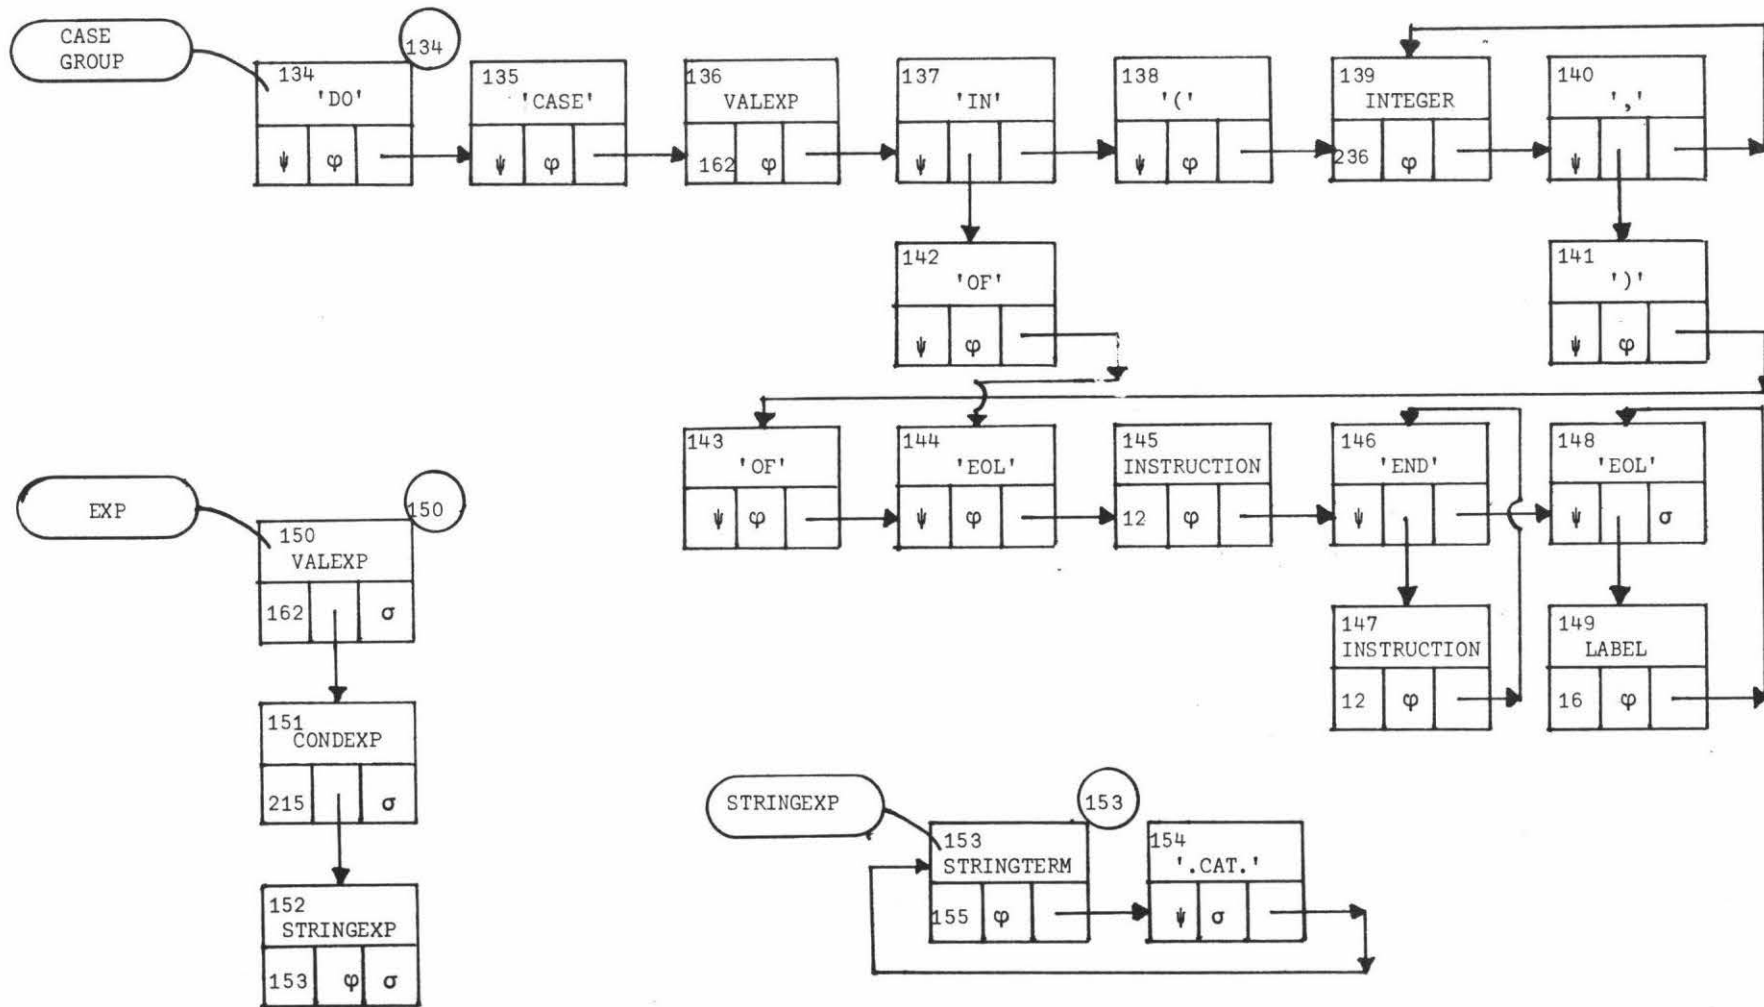 CASE
GROUP
134
134
'DO'
ψ φ
135
'CASE'
ψ φ
136
VALEXP
162 φ
137
'IN'
ψ
138
'('
ψ φ
139
INTEGER
236 φ
140
','
ψ
142
'OF'
ψ φ
141
')'
ψ φ
143
'OF'
ψ φ
144
'EOL'
ψ φ
145
INSTRUCTION
12 φ
146
'END'
ψ
148
'EOL'
ψ σ
147
INSTRUCTION
12 φ
149
LABEL
16 φ
EXP
150
150
VALEXP
162 σ
151
CONDEXP
215 σ
152
STRINGEXP
153 φ σ
STRINGEXP
153
153
STRINGTERM
155 φ
154
'.CAT.'
ψ σ